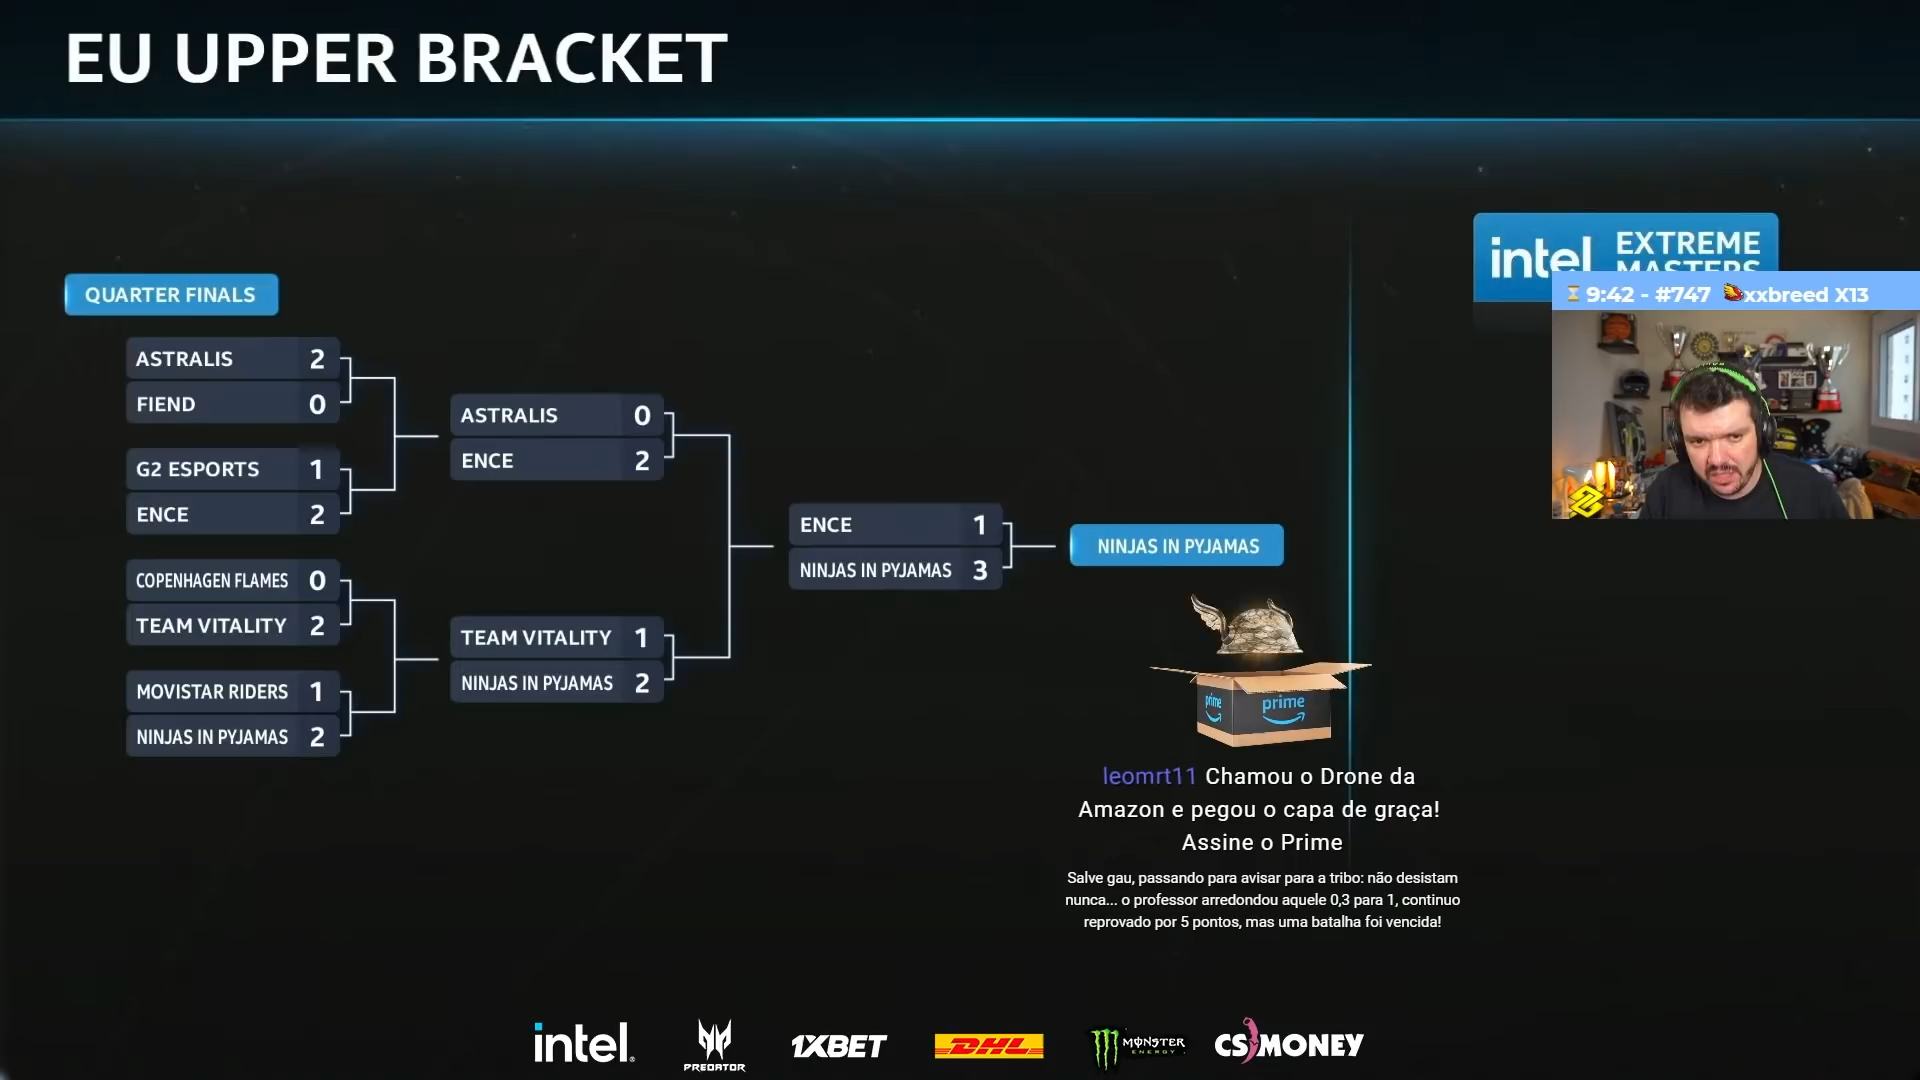 EU UPPER BRACKET
intel EXTREME
MASTERS
9:42 - #747 xxbreed X13
QUARTER FINALS
ASTRALIS 2
FIEND 0
G2 ESPORTS 1
ENCE 2
COPENHAGEN FLAMES 0
TEAM VITALITY 2
MOVISTAR RIDERS 1
NINJAS IN PYJAMAS 2
ASTRALIS 0
ENCE 2
TEAM VITALITY 1
NINJAS IN PYJAMAS 2
ENCE 1
NINJAS IN PYJAMAS 3
NINJAS IN PYJAMAS
prime prime
leomrt11 Chamou o Drone da
Amazon e pegou o capa de graça!
Assine o Prime
Salve gau, passando para avisar para a tribo: não desistam
nunca... o professor arredondou aquele 0,3 para 1, continuo
reprovado por 5 pontos, mas uma batalha foi vencida!
intel. PREDATOR 1XBET DHL MONSTER ENERGY CS MONEY